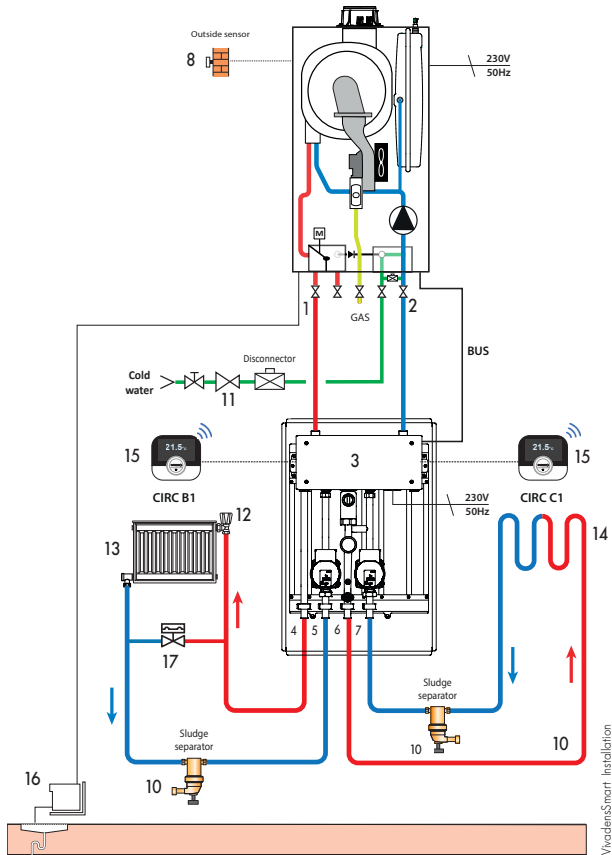 Outside sensor
8
230V
50Hz
M
1
2
GAS
BUS
Disconnector
Cold
water
11
21.5°c
15
CIRC B1
3
21.5°c
15
CIRC C1
230V
50Hz
12
13
14
4
5
6
7
17
Sludge
separator
10
10
Sludge
separator
10
16
VivadensSmart Installation